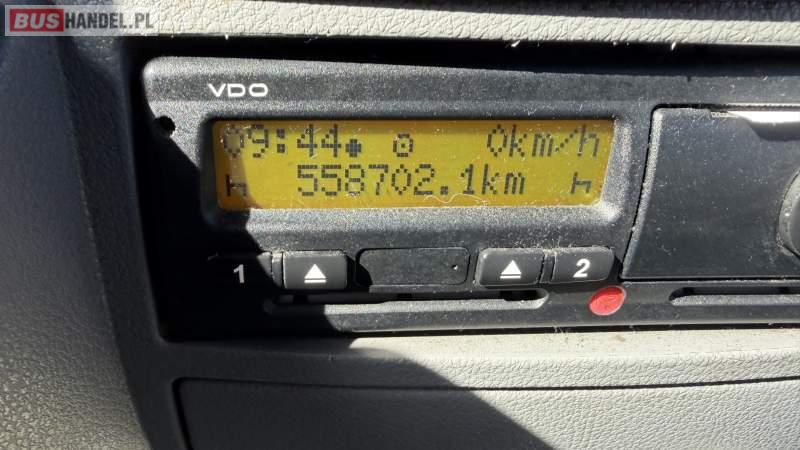 BUSHANDEL.PL
VDO
09:44 0km/h
558702.1km
1 2